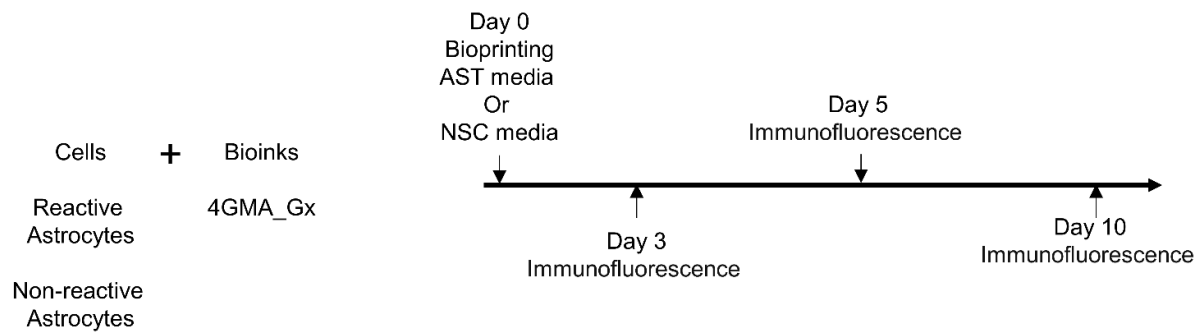 Day 0
Bioprinting
AST media
Or
NSC media
Day 5
Immunofluorescence
Cells + Bioinks
Reactive
Astrocytes
4GMA_Gx
Non-reactive
Astrocytes
Day 3
Immunofluorescence
Day 10
Immunofluorescence